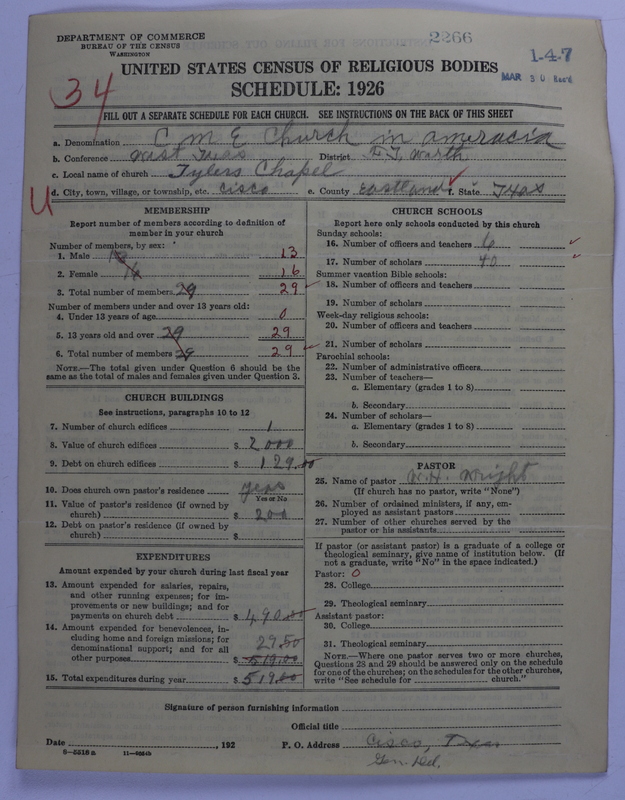 DEPARTMENT OF COMMERCE
BUREAU OF THE CENSUS
WASHINGTON
2266
1-4-7
MAR 30 Rec'd
UNITED STATES CENSUS OF RELIGIOUS BODIES
SCHEDULE: 1926
34
FILL OUT A SEPARATE SCHEDULE FOR EACH CHURCH. SEE INSTRUCTIONS ON THE BACK OF THIS SHEET
a. Denomination C M E Church in amuracia
b. Conference West Texas District Ft Worth
c. Local name of church Tylers Chapel
U
d. City, town, village, or township, etc. Cisco e. County Eastland f. State Texas
MEMBERSHIP
Report number of members according to definition of
member in your church
Number of members, by sex:
1. Male 13
2. Female 16 16
3. Total number of members 29 29
Number of members under and over 13 years old:
4. Under 13 years of age 0
5. 13 years old and over 29 29
6. Total number of members 29 29
NOTE.—The total given under Question 6 should be
same as the total of males and females given under Question 3.
CHURCH BUILDINGS
See instructions, paragraphs 10 to 12
7. Number of church edifices 1
8. Value of church edifices $ 2000
9. Debt on church edifices $ 129.00
10. Does church own pastor's residence yeas
Yes or No
11. Value of pastor's residence (if owned by
church) $ 200
12. Debt on pastor's residence (if owned by
church) $
EXPENDITURES
Amount expended by your church during last fiscal year
13. Amount expended for salaries, repairs,
and other running expenses; for im-
provements or new buildings; and for
payments on church debt $ 490.00
14. Amount expended for benevolences, in-
cluding home and foreign missions; for
denominational support; and for all
29.50
other purposes $ 519.00
15. Total expenditures during year $ 519.00
CHURCH SCHOOLS
Report here only schools conducted by this church
Sunday schools:
16. Number of officers and teachers 6
17. Number of scholars 40
Summer vacation Bible schools:
18. Number of officers and teachers
19. Number of scholars
Week-day religious schools:
20. Number of officers and teachers
21. Number of scholars
Parochial schools:
22. Number of administrative officers
23. Number of teachers—
a. Elementary (grades 1 to 8)
b. Secondary
24. Number of scholars—
a. Elementary (grades 1 to 8)
b. Secondary
PASTOR
25. Name of pastor W. H. Wright
(If church has no pastor, write "None")
26. Number of ordained ministers, if any, em-
ployed as assistant pastors
27. Number of other churches served by the
pastor or his assistants
If pastor (or assistant pastor) is a graduate of a college or
theological seminary, give name of institution below. (If
not a graduate, write "No" in the space indicated.)
Pastor: 0
28. College
29. Theological seminary
Assistant pastor:
30. College
31. Theological seminary
NOTE.—Where one pastor serves two or more churches,
Questions 28 and 29 should be answered only on the schedule
for one of the churches; on the schedules for the other churches,
write "See schedule for church."
Signature of person furnishing information
Official title
Date , 192 P. O. Address Cisco, Texas
8-5518a 11-9254b
Gen. Del.